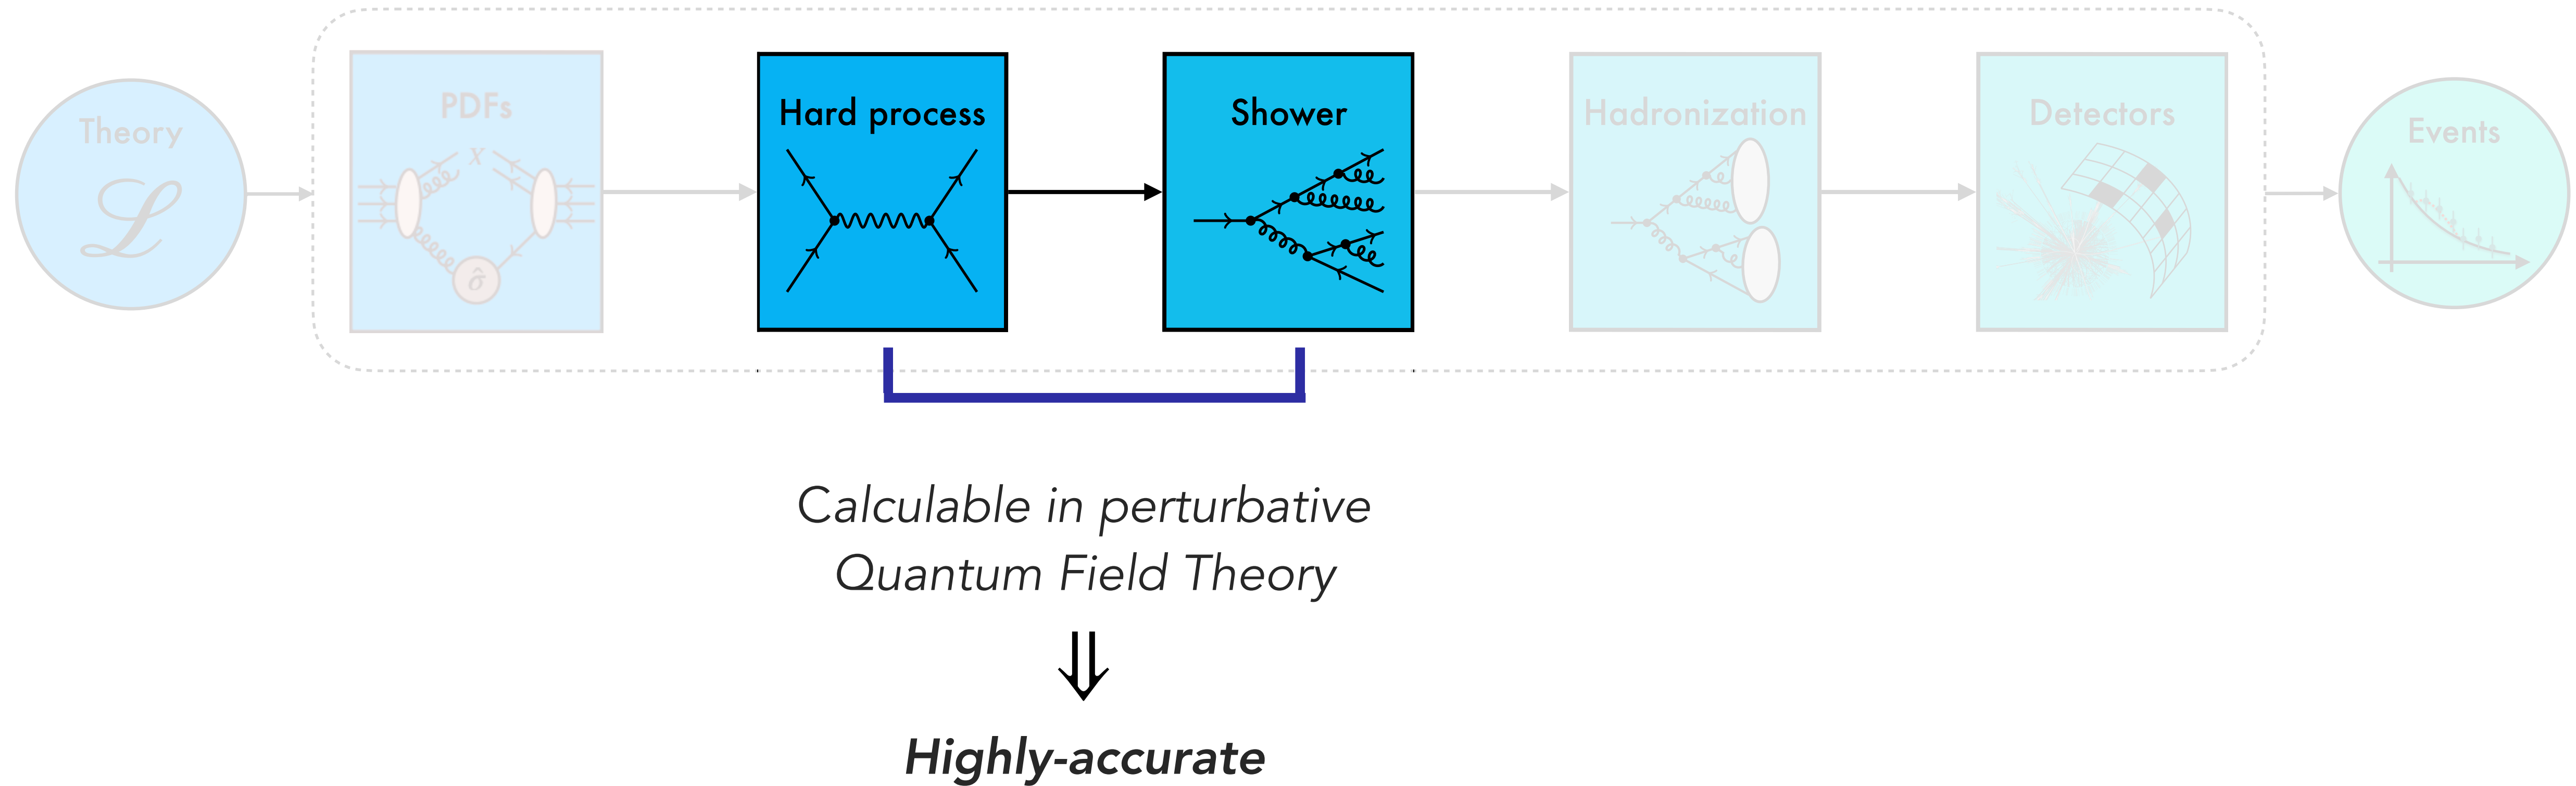 Theory
ℒ
PDFs
X
σ̂
Hard process
Shower
Hadronization
Detectors
Events
Calculable in perturbative
Quantum Field Theory
⇓
Highly-accurate